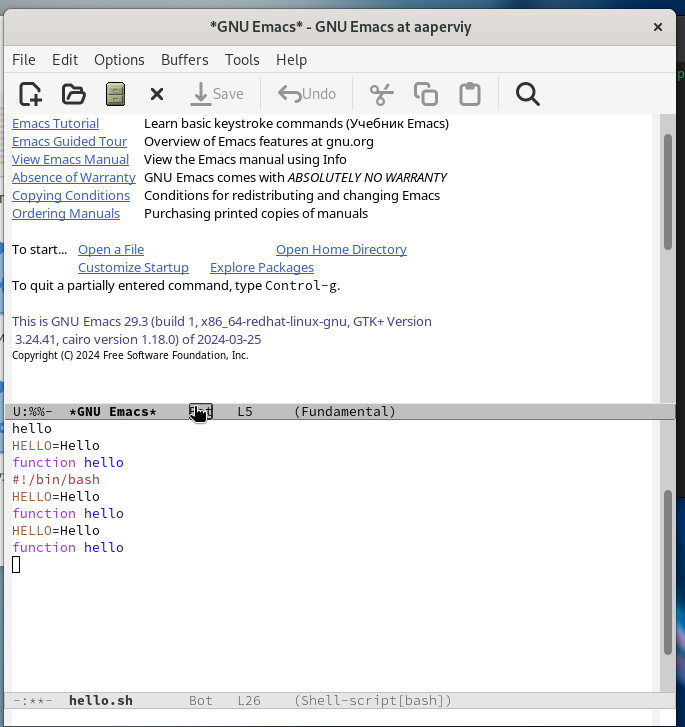 *GNU Emacs* - GNU Emacs at aaperviy
File Edit Options Buffers Tools Help
Save Undo
Emacs Tutorial Learn basic keystroke commands (Учебник Emacs)
Emacs Guided Tour Overview of Emacs features at gnu.org
View Emacs Manual View the Emacs manual using Info
Absence of Warranty GNU Emacs comes with ABSOLUTELY NO WARRANTY
Copying Conditions Conditions for redistributing and changing Emacs
Ordering Manuals Purchasing printed copies of manuals
To start... Open a File Open Home Directory
Customize Startup Explore Packages
To quit a partially entered command, type Control-g.
This is GNU Emacs 29.3 (build 1, x86_64-redhat-linux-gnu, GTK+ Version
3.24.41, cairo version 1.18.0) of 2024-03-25
Copyright (C) 2024 Free Software Foundation, Inc.
U:%%- *GNU Emacs* L5 (Fundamental)
hello
HELLO=Hello
function hello
#!/bin/bash
HELLO=Hello
function hello
HELLO=Hello
function hello
-:**- hello.sh Bot L26 (Shell-script[bash])